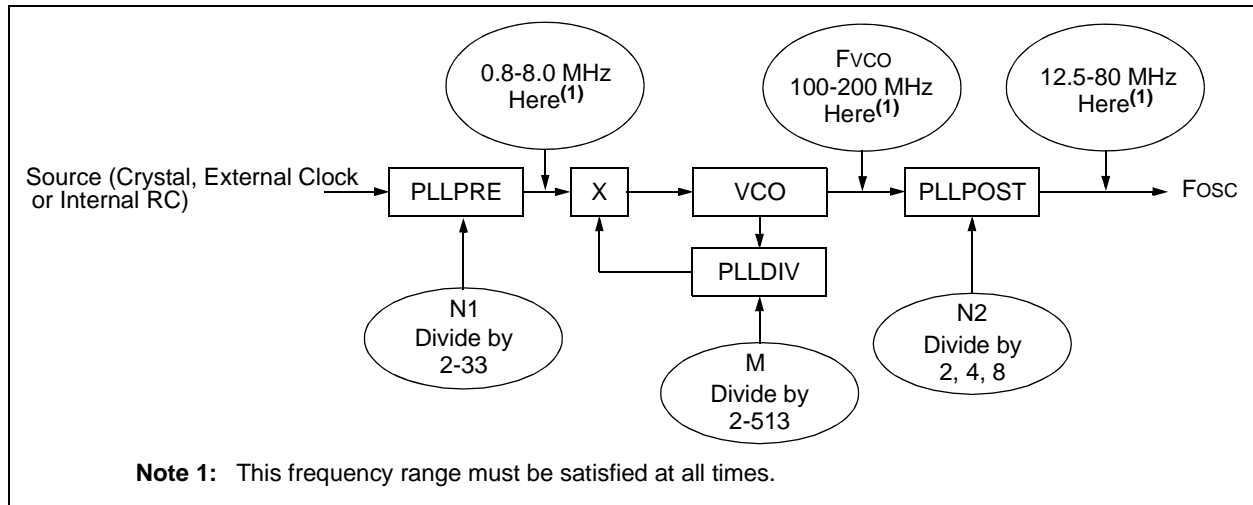 0.8-8.0 MHz
Here(1)
FVCO
100-200 MHz
Here(1)
12.5-80 MHz
Here(1)
Source (Crystal, External Clock
or Internal RC)
PLLPRE
X
VCO
PLLPOST
FOSC
PLLDIV
N1
Divide by
2-33
M
Divide by
2-513
N2
Divide by
2, 4, 8
Note 1: This frequency range must be satisfied at all times.